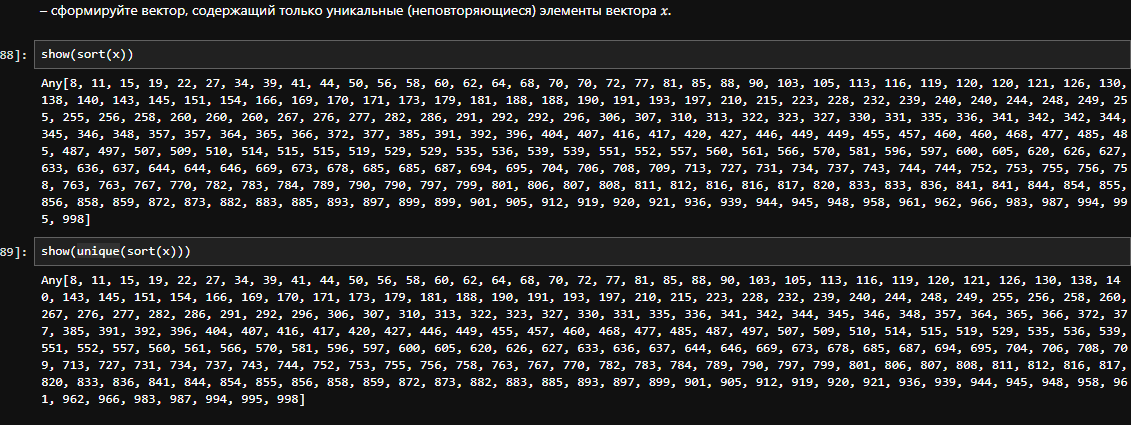 – сформируйте вектор, содержащий только уникальные (неповторяющиеся) элементы вектора x.
88]: show(sort(x))
Any[8, 11, 15, 19, 22, 27, 34, 39, 41, 44, 50, 56, 58, 60, 62, 64, 68, 70, 70, 72, 77, 81, 85, 88, 90, 103, 105, 113, 116, 119, 120, 120, 121, 126, 130,
138, 140, 143, 145, 151, 154, 166, 169, 170, 171, 173, 179, 181, 188, 188, 190, 191, 193, 197, 210, 215, 223, 228, 232, 239, 240, 240, 244, 248, 249, 25
5, 255, 256, 258, 260, 260, 260, 267, 276, 277, 282, 286, 291, 292, 292, 296, 306, 307, 310, 313, 322, 323, 327, 330, 331, 335, 336, 341, 342, 342, 344,
345, 346, 348, 357, 357, 364, 365, 366, 372, 377, 385, 391, 392, 396, 404, 407, 416, 417, 420, 427, 446, 449, 449, 455, 457, 460, 460, 468, 477, 485, 48
5, 487, 497, 507, 509, 510, 514, 515, 515, 519, 529, 529, 535, 536, 539, 539, 551, 552, 557, 560, 561, 566, 570, 581, 596, 597, 600, 605, 620, 626, 627,
633, 636, 637, 644, 644, 646, 669, 673, 678, 685, 685, 687, 694, 695, 704, 706, 708, 709, 713, 727, 731, 734, 737, 743, 744, 744, 752, 753, 755, 756, 75
8, 763, 763, 767, 770, 782, 783, 784, 789, 790, 790, 797, 799, 801, 806, 807, 808, 811, 812, 816, 816, 817, 820, 833, 833, 836, 841, 841, 844, 854, 855,
856, 858, 859, 872, 873, 882, 883, 885, 893, 897, 899, 899, 901, 905, 912, 919, 920, 921, 936, 939, 944, 945, 948, 958, 961, 962, 966, 983, 987, 994, 99
5, 998]
89]: show(unique(sort(x)))
Any[8, 11, 15, 19, 22, 27, 34, 39, 41, 44, 50, 56, 58, 60, 62, 64, 68, 70, 72, 77, 81, 85, 88, 90, 103, 105, 113, 116, 119, 120, 121, 126, 130, 138, 14
0, 143, 145, 151, 154, 166, 169, 170, 171, 173, 179, 181, 188, 190, 191, 193, 197, 210, 215, 223, 228, 232, 239, 240, 244, 248, 249, 255, 256, 258, 260,
267, 276, 277, 282, 286, 291, 292, 296, 306, 307, 310, 313, 322, 323, 327, 330, 331, 335, 336, 341, 342, 344, 345, 346, 348, 357, 364, 365, 366, 372, 37
7, 385, 391, 392, 396, 404, 407, 416, 417, 420, 427, 446, 449, 455, 457, 460, 468, 477, 485, 487, 497, 507, 509, 510, 514, 515, 519, 529, 535, 536, 539,
551, 552, 557, 560, 561, 566, 570, 581, 596, 597, 600, 605, 620, 626, 627, 633, 636, 637, 644, 646, 669, 673, 678, 685, 687, 694, 695, 704, 706, 708, 70
9, 713, 727, 731, 734, 737, 743, 744, 752, 753, 755, 756, 758, 763, 767, 770, 782, 783, 784, 789, 790, 797, 799, 801, 806, 807, 808, 811, 812, 816, 817,
820, 833, 836, 841, 844, 854, 855, 856, 858, 859, 872, 873, 882, 883, 885, 893, 897, 899, 901, 905, 912, 919, 920, 921, 936, 939, 944, 945, 948, 958, 96
1, 962, 966, 983, 987, 994, 995, 998]